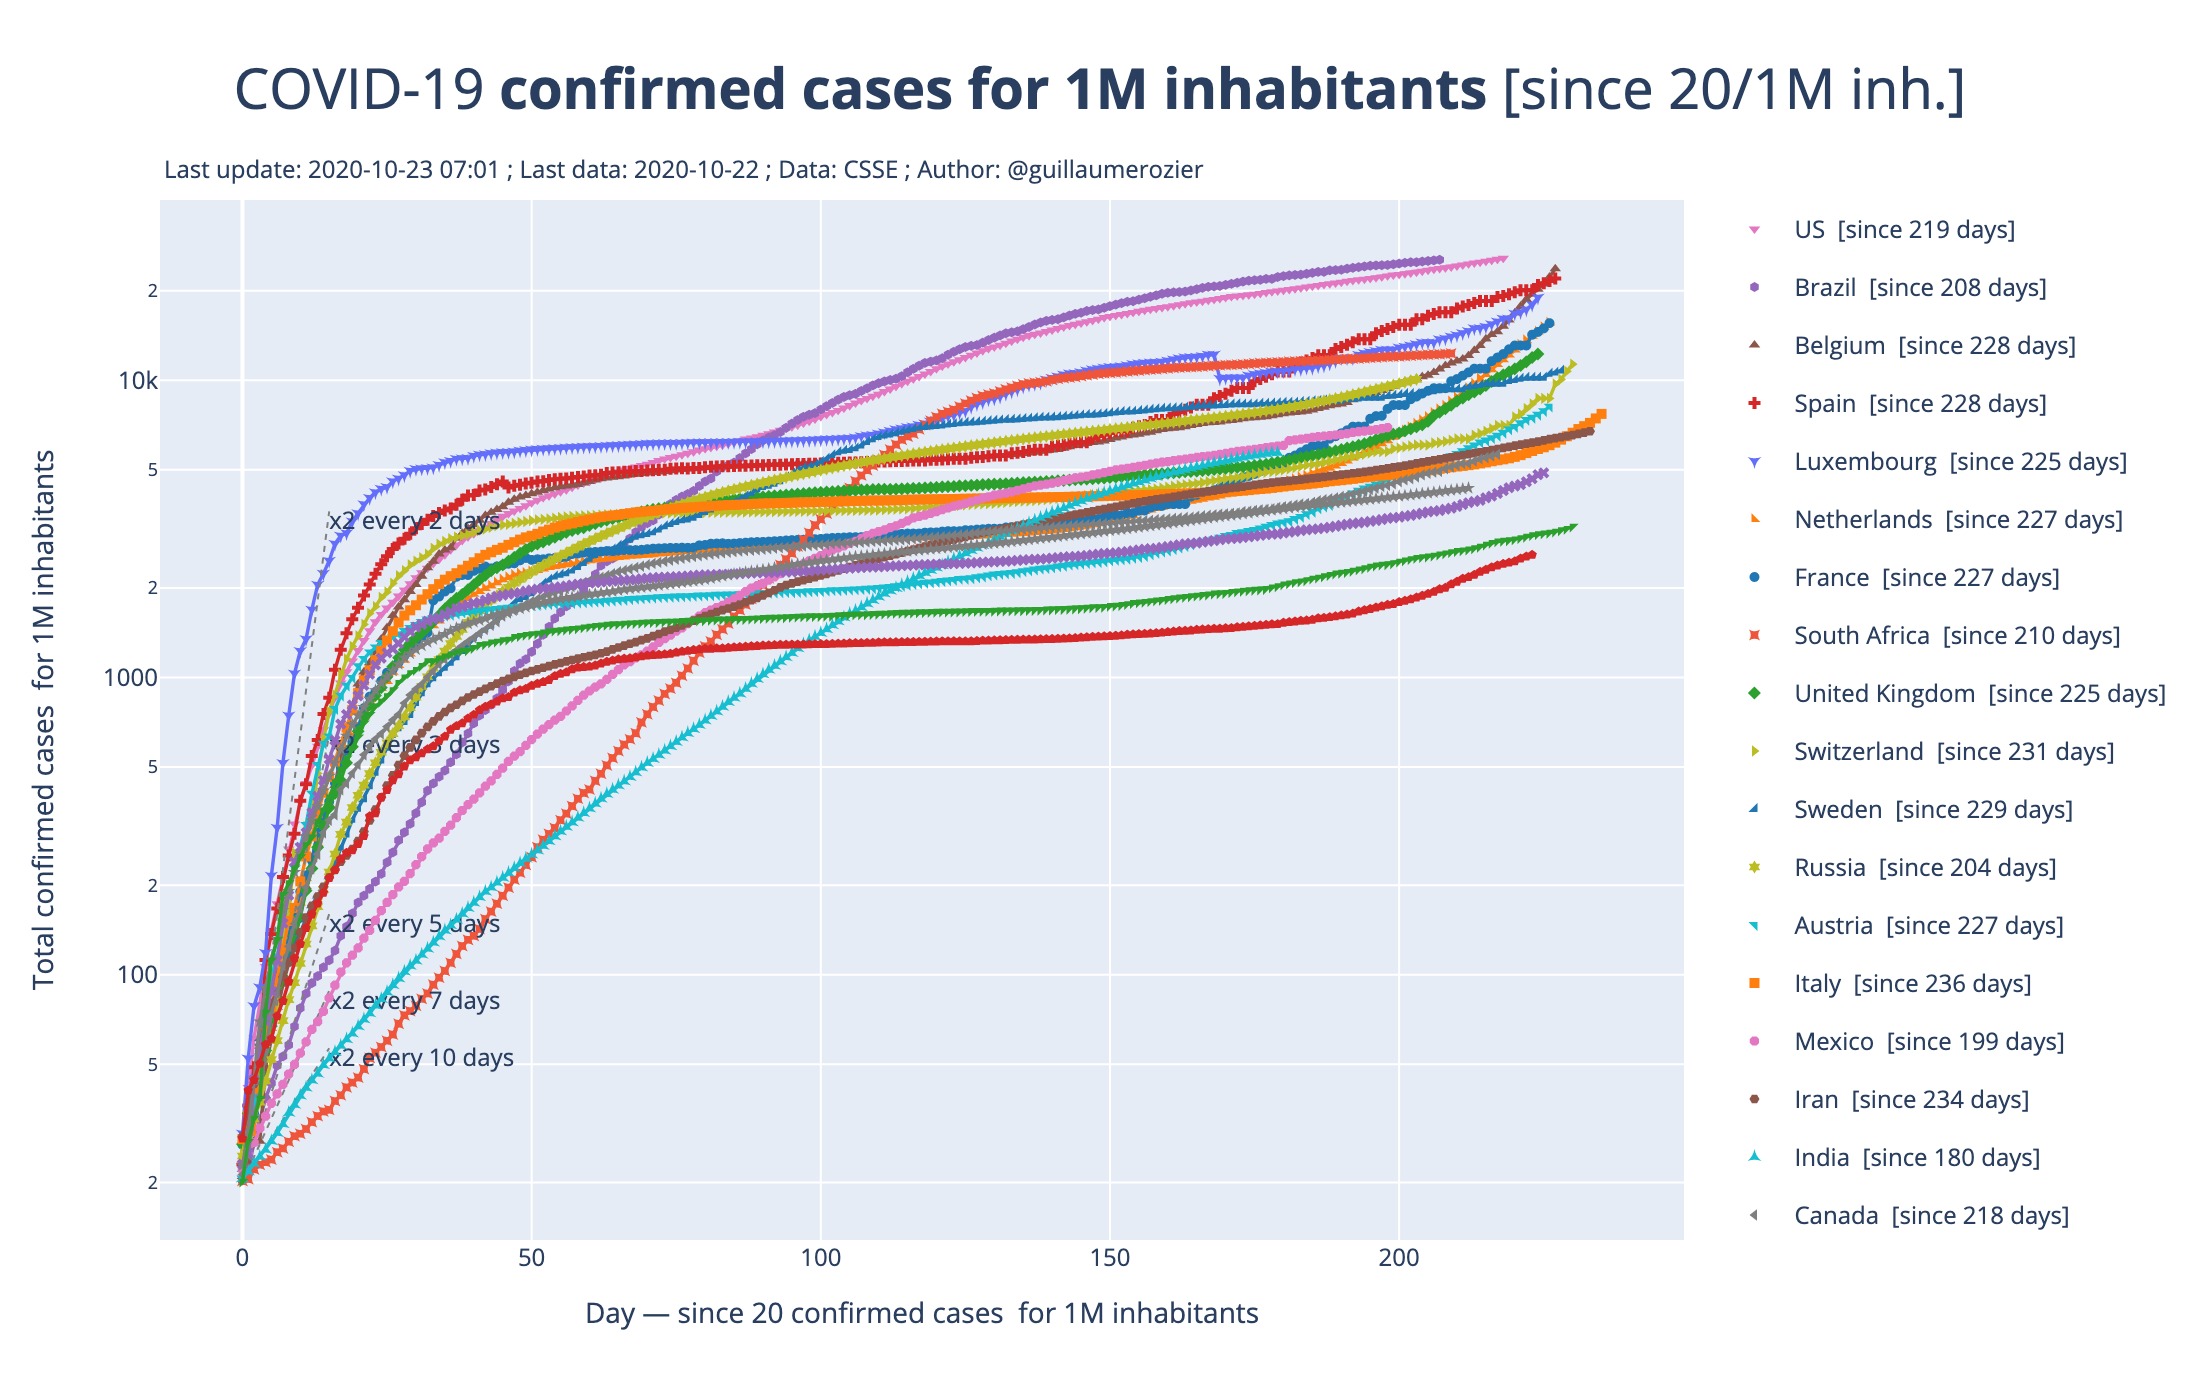 COVID-19 confirmed cases for 1M inhabitants [since 20/1M inh.]
Last update: 2020-10-23 07:01 ; Last data: 2020-10-22 ; Data: CSSE ; Author: @guillaumerozier
US [since 219 days]
Brazil [since 208 days]
Belgium [since 228 days]
Spain [since 228 days]
Luxembourg [since 225 days]
Netherlands [since 227 days]
France [since 227 days]
South Africa [since 210 days]
United Kingdom [since 225 days]
Switzerland [since 231 days]
Sweden [since 229 days]
Russia [since 204 days]
Austria [since 227 days]
Italy [since 236 days]
Mexico [since 199 days]
Iran [since 234 days]
India [since 180 days]
Canada [since 218 days]
Total confirmed cases for 1M inhabitants
2
10k
5
2
1000
5
2
100
5
2
x2 every 2 days
x2 every 3 days
x2 every 5 days
x2 every 7 days
x2 every 10 days
0 50 100 150 200
Day — since 20 confirmed cases for 1M inhabitants